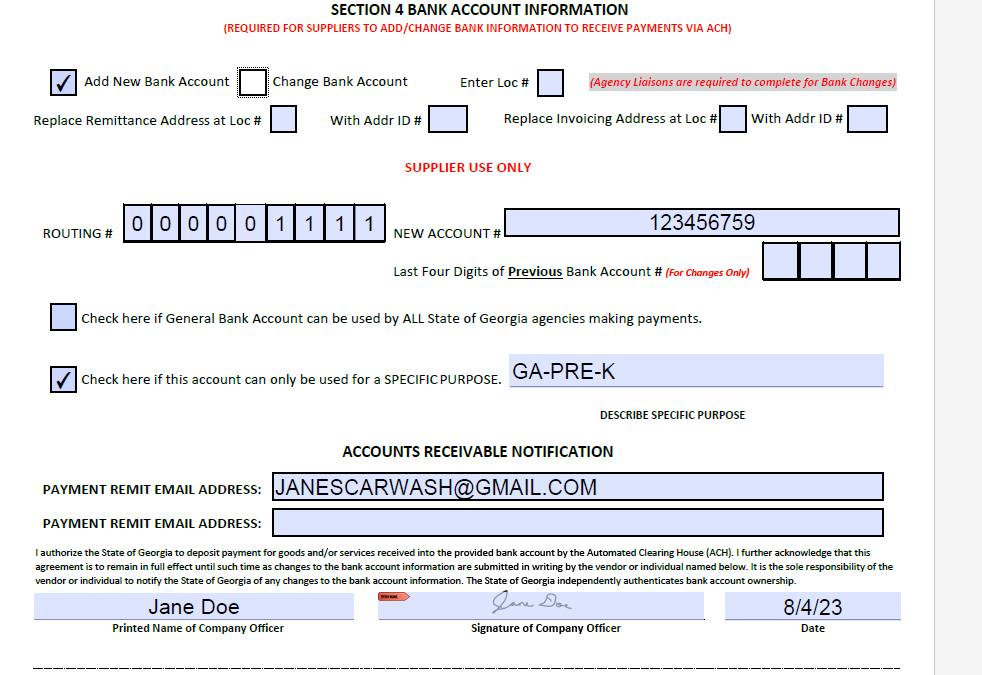 SECTION 4 BANK ACCOUNT INFORMATION
(REQUIRED FOR SUPPLIERS TO ADD/CHANGE BANK INFORMATION TO RECEIVE PAYMENTS VIA ACH)
✓ Add New Bank Account Change Bank Account Enter Loc # (Agency Liaisons are required to complete for Bank Changes)
Replace Remittance Address at Loc # With Addr ID # Replace Invoicing Address at Loc # With Addr ID #
SUPPLIER USE ONLY
ROUTING # 0 0 0 0 0 1 1 1 1 NEW ACCOUNT # 123456759
Last Four Digits of Previous Bank Account # (For Changes Only)
Check here if General Bank Account can be used by ALL State of Georgia agencies making payments.
✓ Check here if this account can only be used for a SPECIFIC PURPOSE. GA-PRE-K
DESCRIBE SPECIFIC PURPOSE
ACCOUNTS RECEIVABLE NOTIFICATION
PAYMENT REMIT EMAIL ADDRESS: JANESCARWASH@GMAIL.COM
PAYMENT REMIT EMAIL ADDRESS:
I authorize the State of Georgia to deposit payment for goods and/or services received into the provided bank account by the Automated Clearing House (ACH). I further acknowledge that this
agreement is to remain in full effect until such time as changes to the bank account information are submitted in writing by the vendor or individual named below. It is the sole responsibility of the
vendor or individual to notify the State of Georgia of any changes to the bank account information. The State of Georgia independently authenticates bank account ownership.
Jane Doe Jane Doe 8/4/23
Printed Name of Company Officer Signature of Company Officer Date